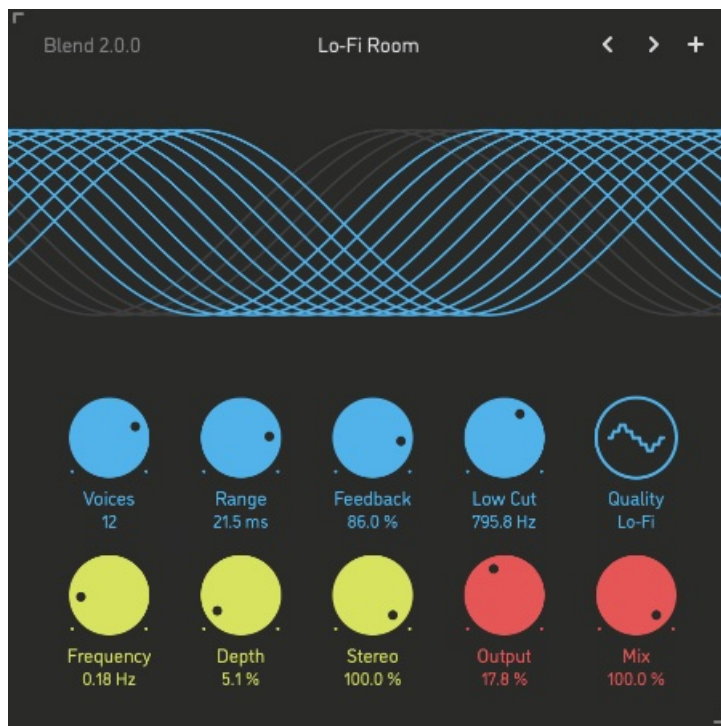 Blend 2.0.0 Lo-Fi Room
Voices Range Feedback Low Cut Quality
12 21.5 ms 86.0 % 795.8 Hz Lo-Fi
Frequency Depth Stereo Output Mix
0.18 Hz 5.1 % 100.0 % 17.8 % 100.0 %